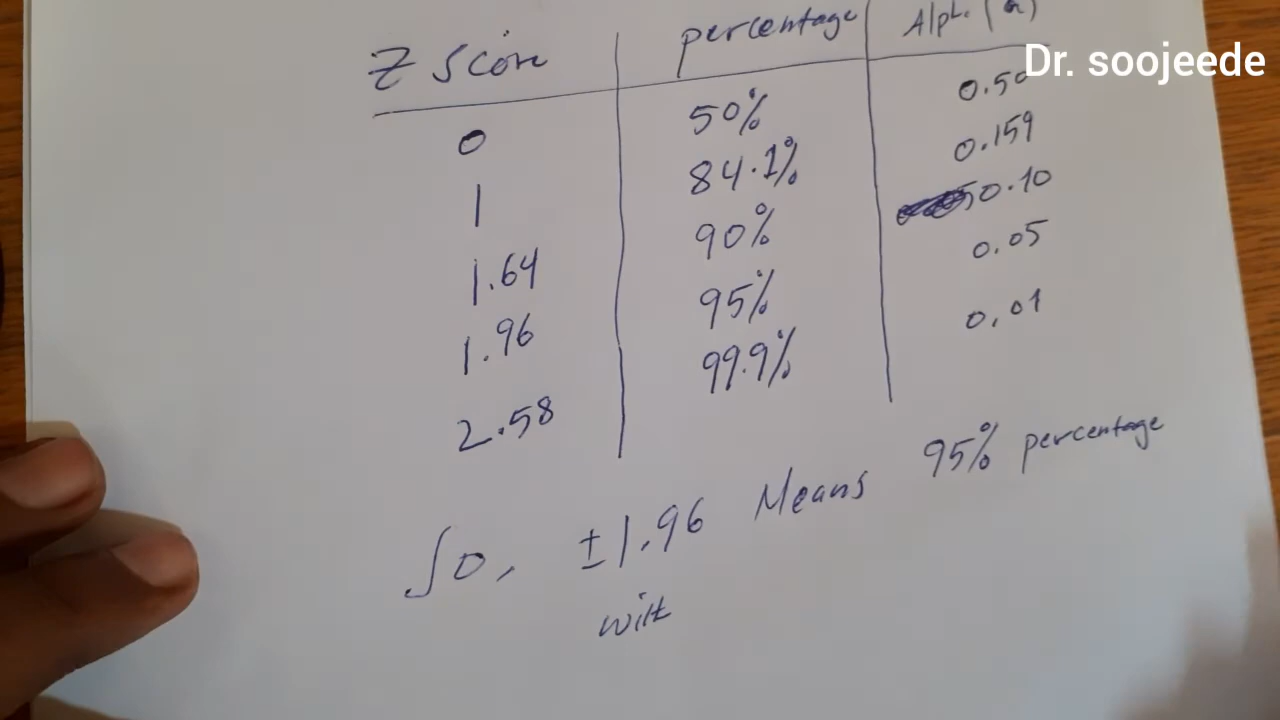 Z Score percentage Alph. (α)
Dr. soojeede
0 50% 0.50
1 84.1% 0.159
1.64 90% 0.10
1.96 95% 0.05
2.58 99.9% 0.01
So, ±1.96 Means 95% percentage
with